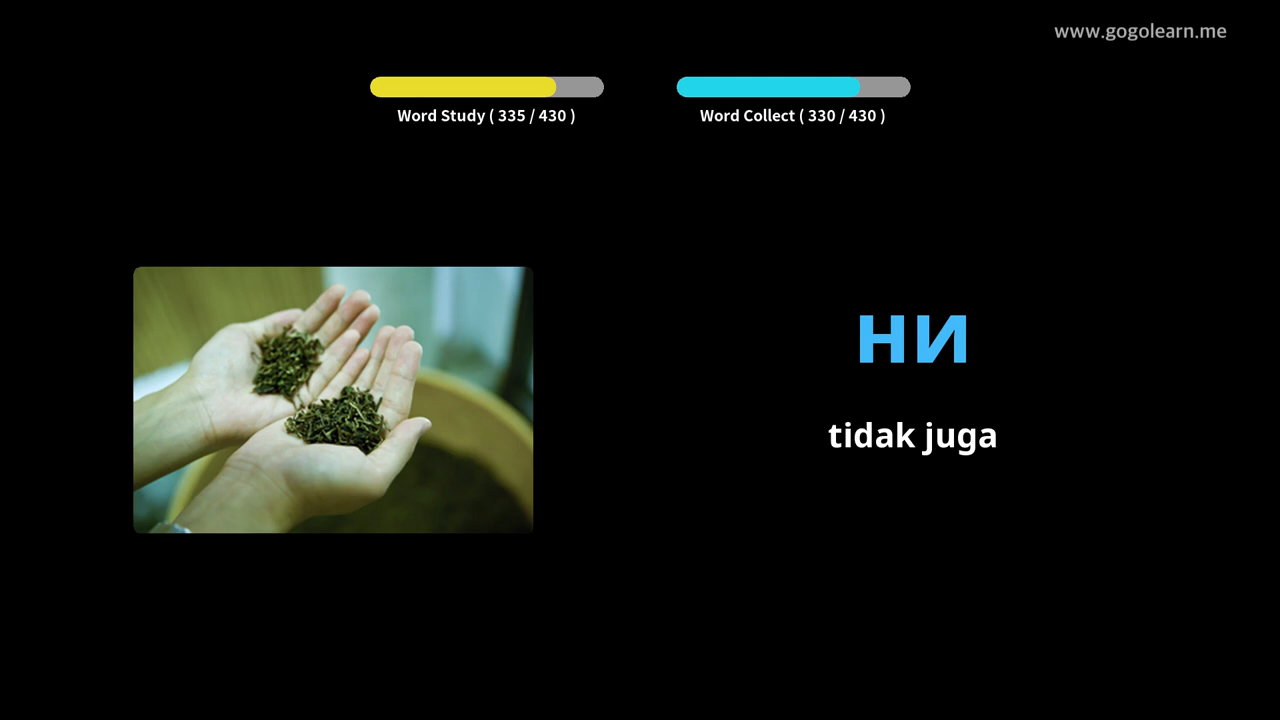 www.gogolearn.me
Word Study ( 335 / 430 )
Word Collect ( 330 / 430 )
ни
tidak juga